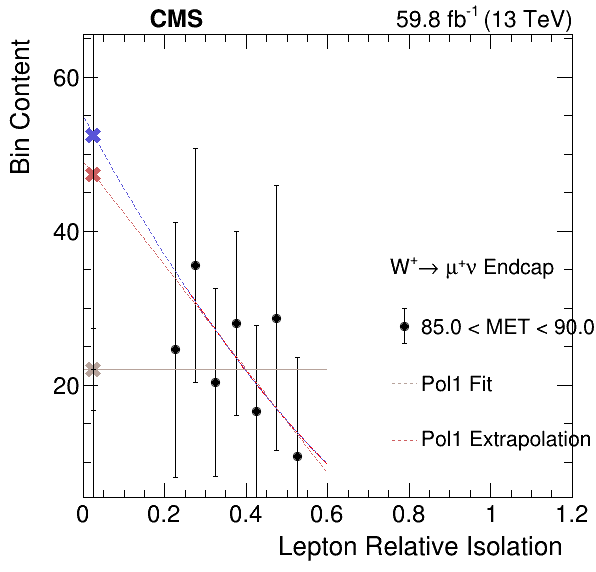 CMS
59.8 fb⁻¹ (13 TeV)
Bin Content
60
40
20
W⁺→ μ⁺ν Endcap
85.0 < MET < 90.0
Pol1 Fit
Pol1 Extrapolation
0 0.2 0.4 0.6 0.8 1 1.2
Lepton Relative Isolation